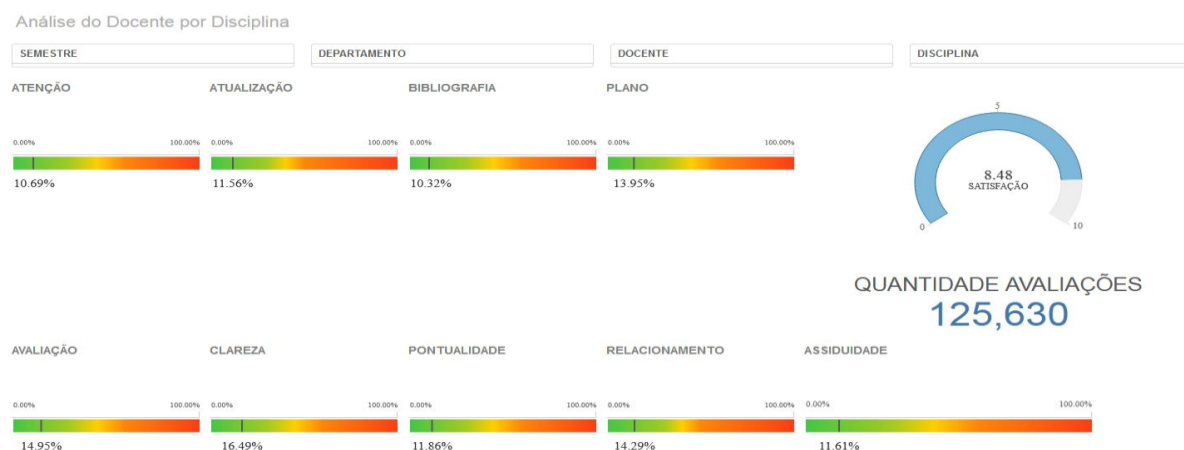 Análise do Docente por Disciplina
SEMESTRE DEPARTAMENTO DOCENTE DISCIPLINA
ATENÇÃO ATUALIZAÇÃO BIBLIOGRAFIA PLANO
5
0.00% 100.00% 0.00% 100.00% 0.00% 100.00% 0.00% 100.00%
10.69% 11.56% 10.32% 13.95%
8.48
SATISFAÇÃO
0 10
QUANTIDADE AVALIAÇÕES
125,630
AVALIAÇÃO CLAREZA PONTUALIDADE RELACIONAMENTO ASSIDUIDADE
0.00% 100.00% 0.00% 100.00% 0.00% 100.00% 0.00% 100.00% 0.00% 100.00%
14.95% 16.49% 11.86% 14.29% 11.61%